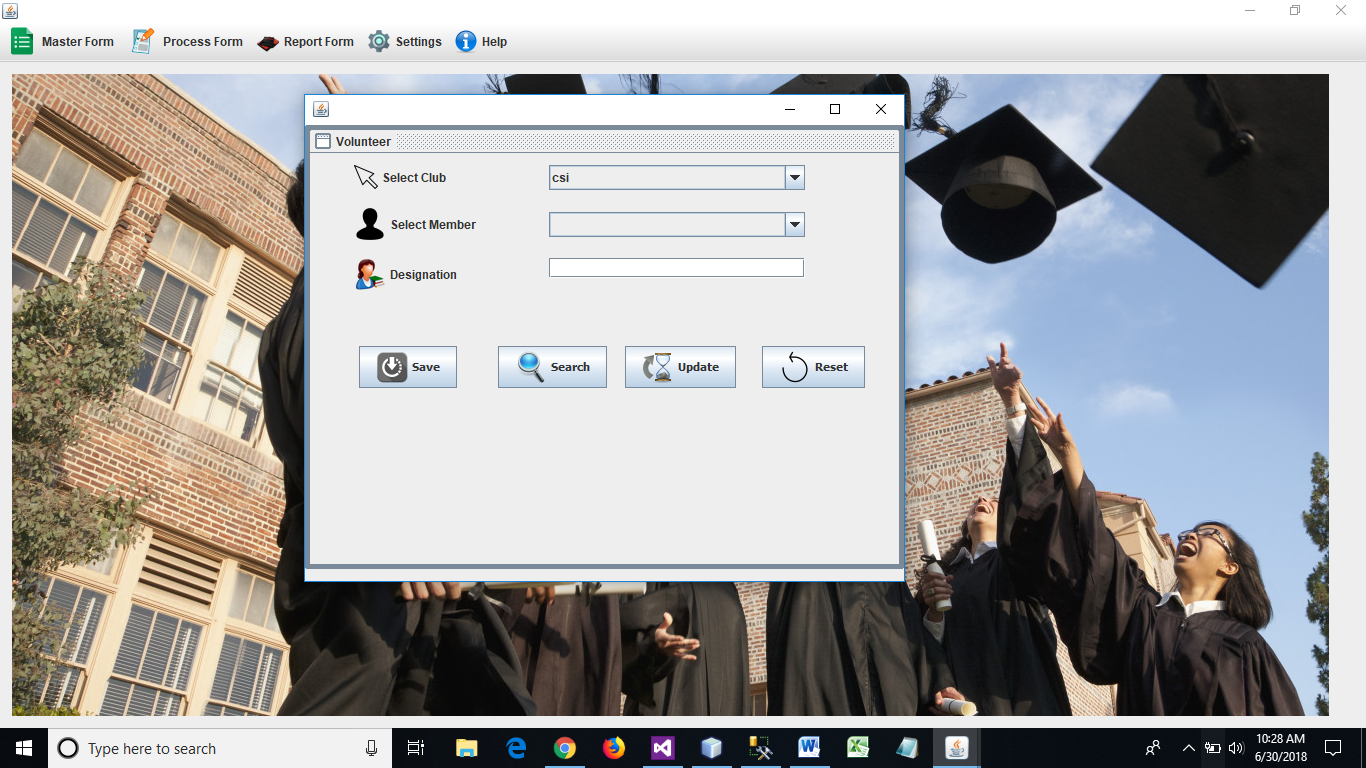 Master Form Process Form Report Form Settings Help
Volunteer
Select Club csi
Select Member
Designation
Save Search Update Reset
Type here to search
10:28 AM
6/30/2018